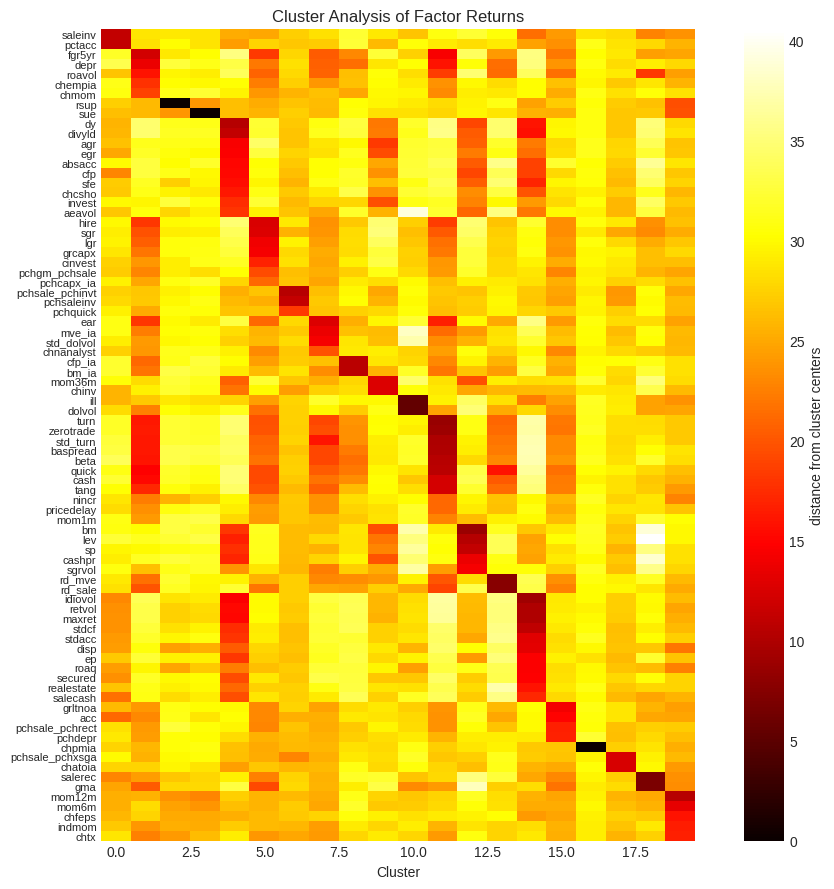 Cluster Analysis of Factor Returns
saleinv
pctacc
fgr5yr
depr
roavol
chempia
chmom
rsup
sue
dy
divyld
agr
egr
absacc
cfp
sfe
chcsho
invest
aeavol
hire
sgr
lgr
grcapx
cinvest
pchgm_pchsale
pchcapx_ia
pchsale_pchinvt
pchsaleinv
pchquick
ear
mve_ia
std_dolvol
chnanalyst
cfp_ia
bm_ia
mom36m
chinv
ill
dolvol
turn
zerotrade
std_turn
baspread
beta
quick
cash
tang
nincr
pricedelay
mom1m
bm
lev
sp
cashpr
sgrvol
rd_mve
rd_sale
idiovol
retvol
maxret
stdcf
stdacc
disp
ep
roaq
secured
realestate
salecash
grltnoa
acc
pchsale_pchrect
pchdepr
chpmia
pchsale_pchxsga
chatoia
salerec
gma
mom12m
mom6m
chfeps
indmom
chtx
0.0 2.5 5.0 7.5 10.0 12.5 15.0 17.5
Cluster
40
35
30
25
20
15
10
5
0
distance from cluster centers